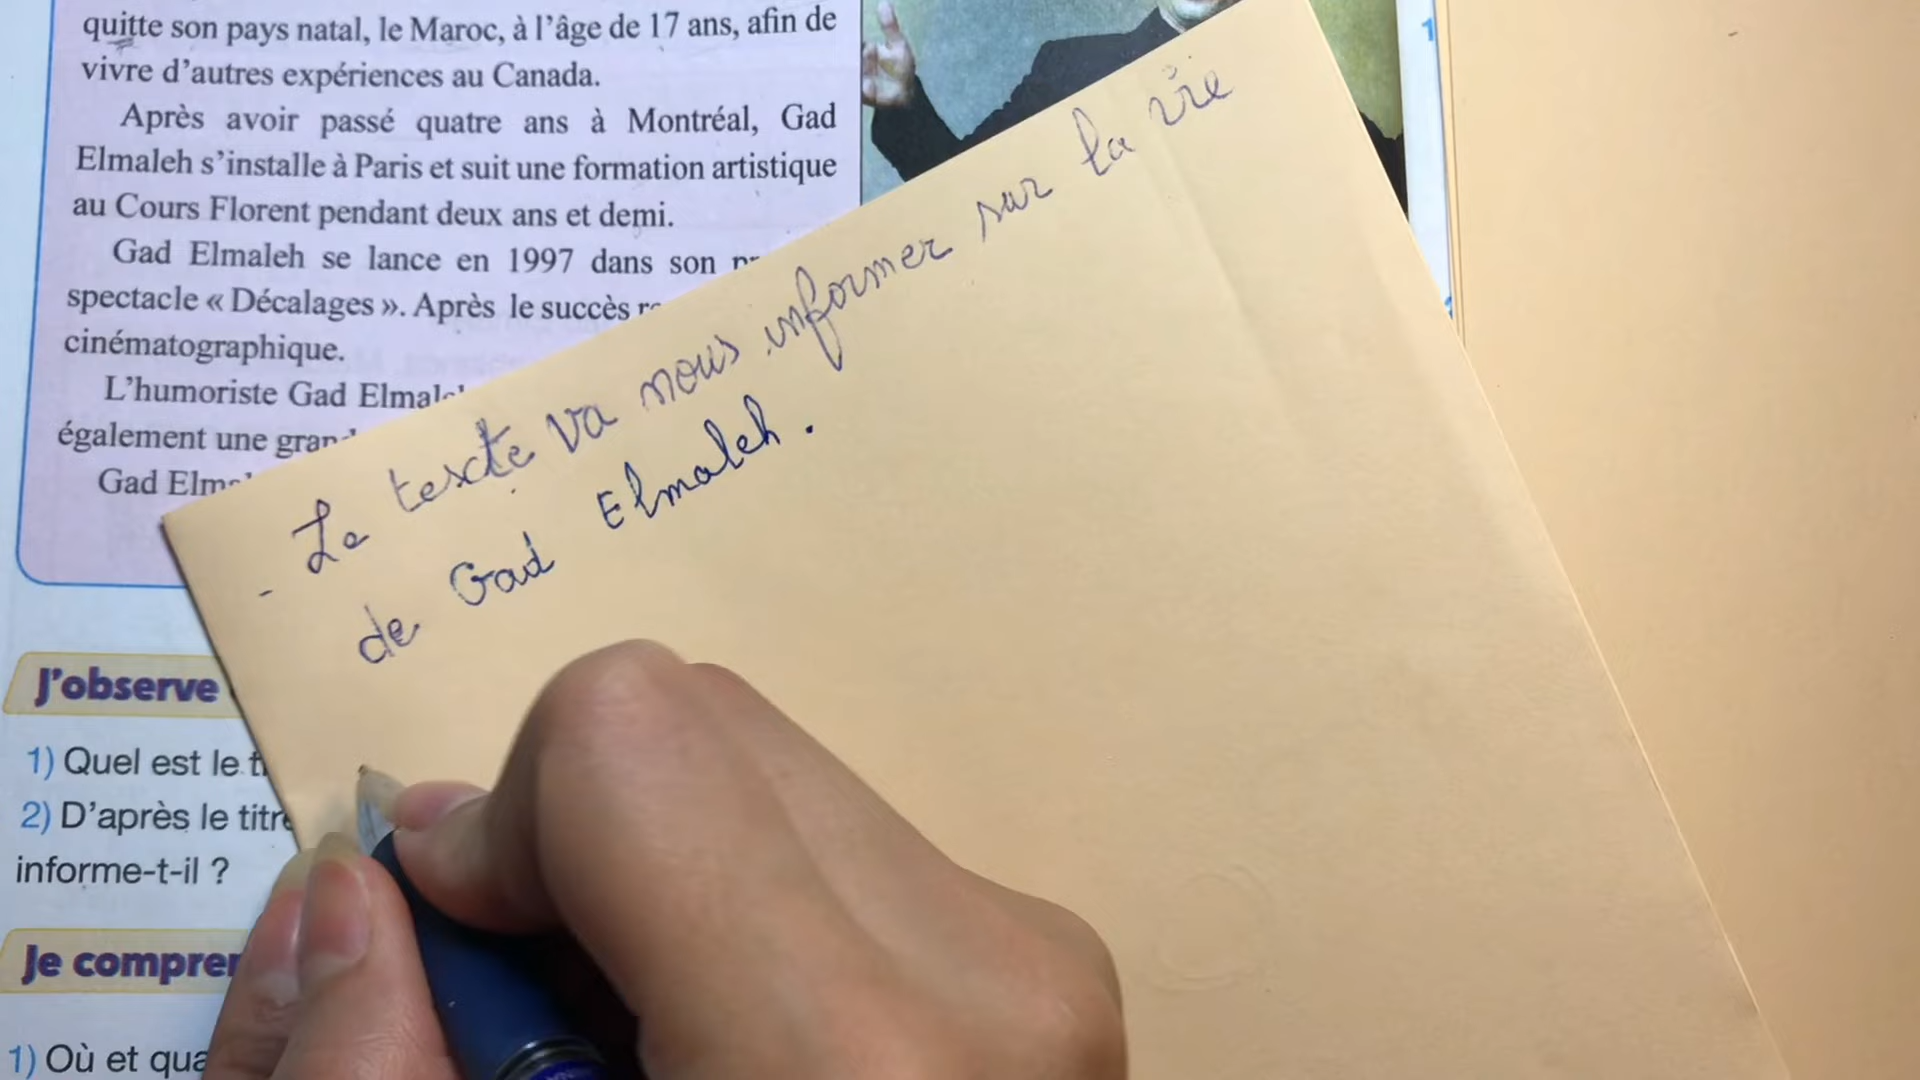 quitte son pays natal, le Maroc, à l'âge de 17 ans, afin de
vivre d'autres expériences au Canada.
Après avoir passé quatre ans à Montréal, Gad
Elmaleh s'installe à Paris et suit une formation artistique
au Cours Florent pendant deux ans et demi.
Gad Elmaleh se lance en 1997 dans son
spectacle « Décalages ». Après le succès
cinématographique.
L'humoriste Gad
également une
Gad
- Le texte va nous informer sur la vie
de Gad Elmaleh.
J'observe
1) Quel est le
2) D'après le titre
informe-t-il ?
Je
1) Où et